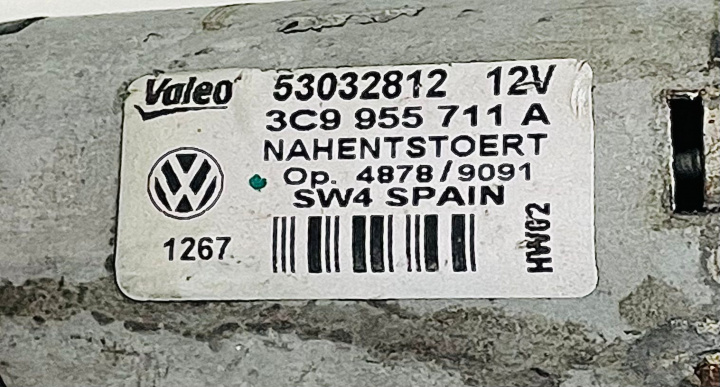 Valeo 53032812 12V
3C9 955 711 A
NAHENTSTOERT
Op. 4878/9091
SW4 SPAIN
1267
HW02